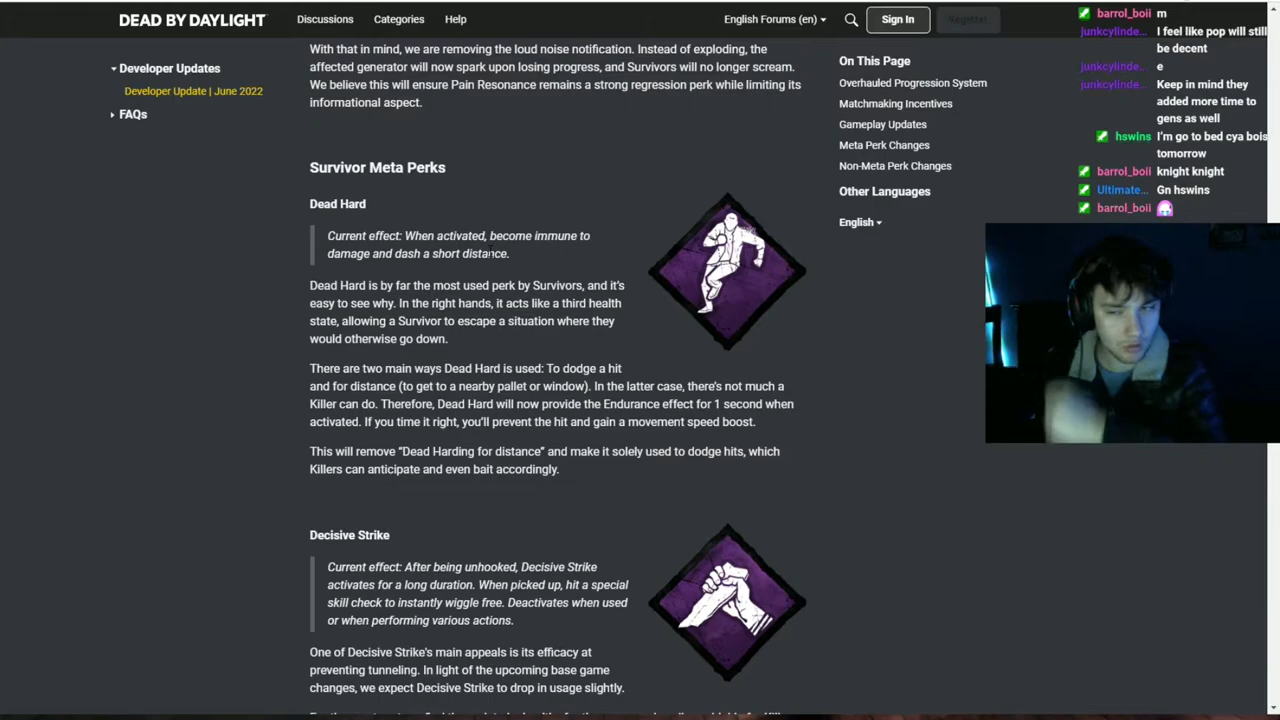 DEAD BY DAYLIGHT
Discussions
Categories
Help
English Forums (en)
Sign In
Register
Developer Updates
Developer Update | June 2022
FAQs
With that in mind, we are removing the loud noise notification. Instead of exploding, the
affected generator will now spark upon losing progress, and Survivors will no longer scream.
We believe this will ensure Pain Resonance remains a strong regression perk while limiting its
informational aspect.
Survivor Meta Perks
Dead Hard
Current effect: When activated, become immune to
damage and dash a short distance.
Dead Hard is by far the most used perk by Survivors, and it's
easy to see why. In the right hands, it acts like a third health
state, allowing a Survivor to escape a situation where they
would otherwise go down.
There are two main ways Dead Hard is used: To dodge a hit
and for distance (to get to a nearby pallet or window). In the latter case, there's not much a
Killer can do. Therefore, Dead Hard will now provide the Endurance effect for 1 second when
activated. If you time it right, you'll prevent the hit and gain a movement speed boost.
This will remove “Dead Harding for distance” and make it solely used to dodge hits, which
Killers can anticipate and even bait accordingly.
Decisive Strike
Current effect: After being unhooked, Decisive Strike
activates for a long duration. When picked up, hit a special
skill check to instantly wiggle free. Deactivates when used
or when performing various actions.
One of Decisive Strike's main appeals is its efficacy at
preventing tunneling. In light of the upcoming base game
changes, we expect Decisive Strike to drop in usage slightly.
On This Page
Overhauled Progression System
Matchmaking Incentives
Gameplay Updates
Meta Perk Changes
Non-Meta Perk Changes
Other Languages
English
barrol_boii m
junkcylinde... I feel like pop will still
be decent
junkcylinde... e
junkcylinde... Keep in mind they
added more time to
gens as well
hswlns I'm go to bed cya bois
tomorrow
barrol_boii knight knight
Ultimate... Gn hswlns
barrol_boii